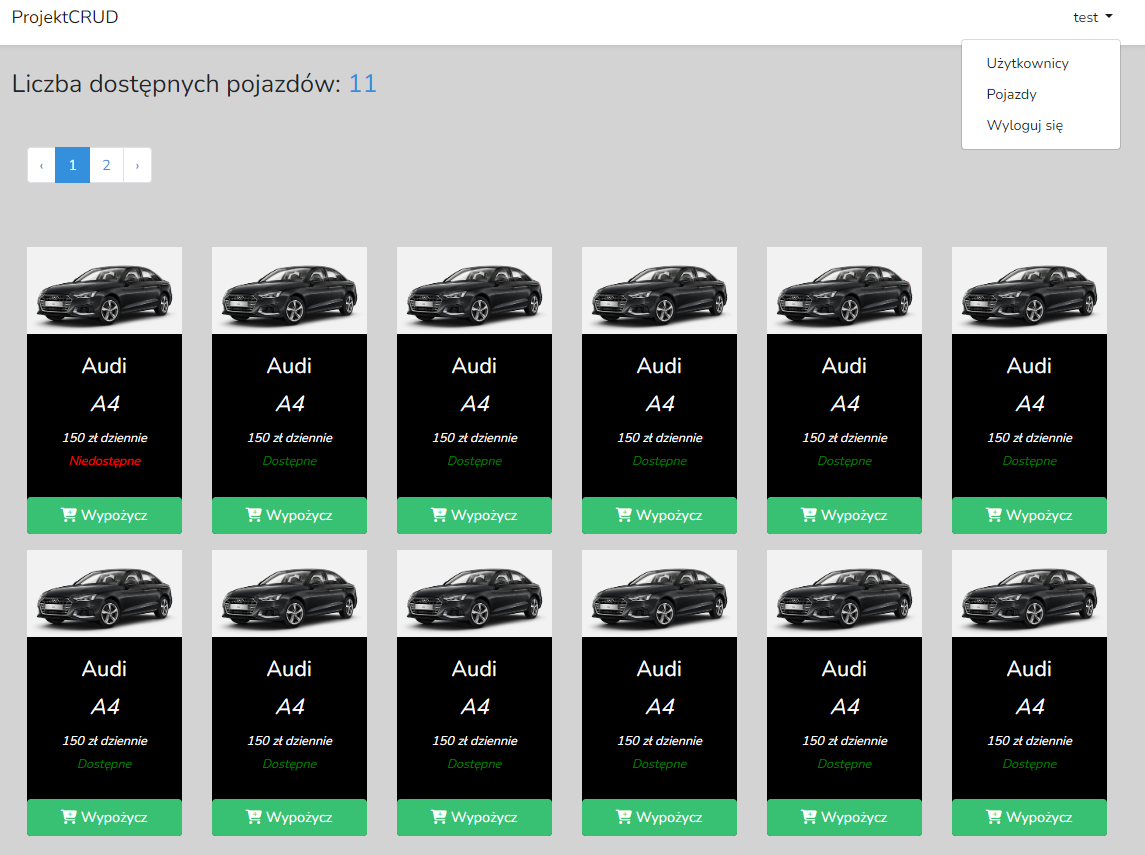 ProjektCRUD
test
Użytkownicy
Pojazdy
Wyloguj się
Liczba dostępnych pojazdów: 11
‹ 1 2 ›
Audi Audi Audi Audi Audi Audi
A4 A4 A4 A4 A4 A4
150 zł dziennie 150 zł dziennie 150 zł dziennie 150 zł dziennie 150 zł dziennie 150 zł dziennie
Niedostępne Dostępne Dostępne Dostępne Dostępne Dostępne
Wypożycz Wypożycz Wypożycz Wypożycz Wypożycz Wypożycz
Audi Audi Audi Audi Audi Audi
A4 A4 A4 A4 A4 A4
150 zł dziennie 150 zł dziennie 150 zł dziennie 150 zł dziennie 150 zł dziennie 150 zł dziennie
Dostępne Dostępne Dostępne Dostępne Dostępne Dostępne
Wypożycz Wypożycz Wypożycz Wypożycz Wypożycz Wypożycz